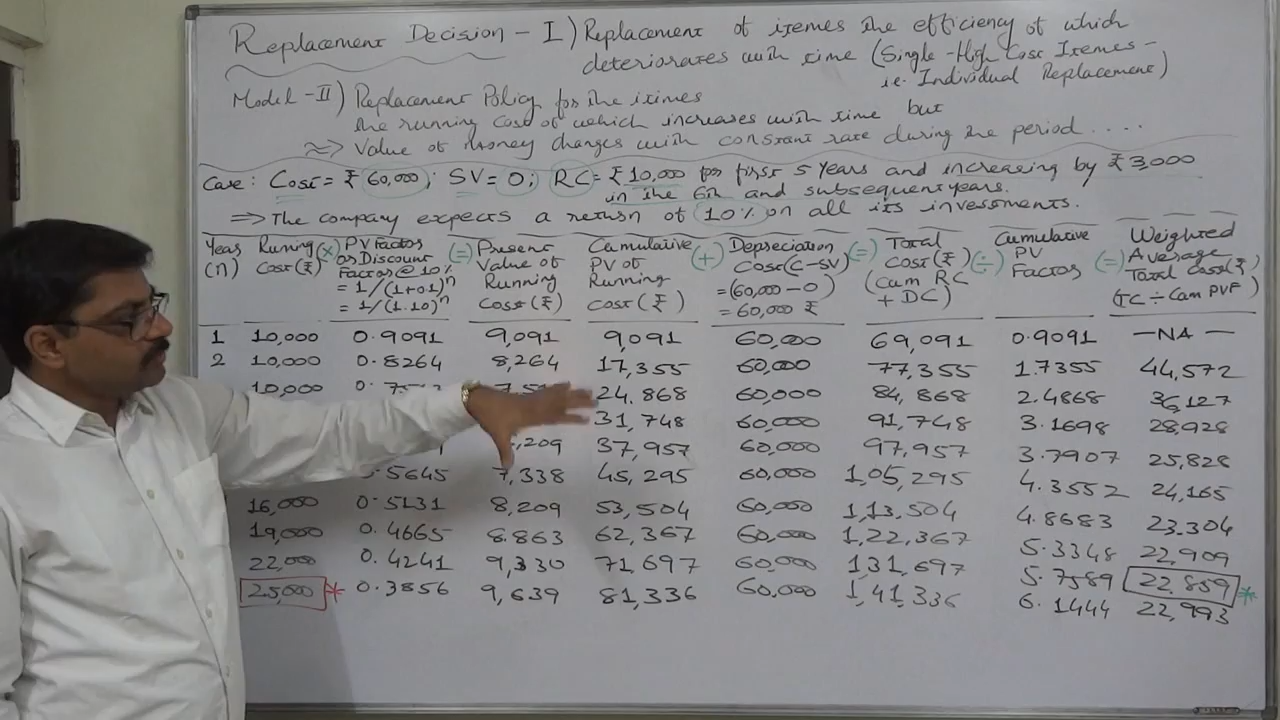 Replacement Decision - I) Replacement of itemes the efficiency of which
deteriorates with time (Single-High Cost Itemes-
i.e. Individual Replacement)
Model-II) Replacement Policy for the itimes
the running cost of which increases with time but
⇒ Value of Money changes with constant rate during the period....
Case: Cost = ₹ 60,000; SV = 0; RC = ₹ 10,000 for first 5 years and increasing by ₹ 3,000
in the 6th and subsequent years.
⇒ The company expects a return of 10% on all its investments.
Years (n) Runing Cost (₹) (×) PV Factors or Discount Factors @ 10% = 1/(1+0.1)^n = 1/(1.10)^n (=) Present Value of Running Cost (₹) Cumulative PV of Running Cost (₹) (+) Depreciation Cost (C-SV) = (60,000 - 0) = 60,000 ₹ (=) Total Cost (₹) (Cum RC + DC) (÷) Cumulative PV Factor (=) Weighted Average Total Cost (₹) (TC ÷ Cum PVF)
1 10,000 0.9091 9,091 9,091 60,000 69,091 0.9091 —NA—
2 10,000 0.8264 8,264 17,355 60,000 77,355 1.7355 44,572
10,000 24,868 60,000 84,868 2.4868 36,127
31,748 60,000 91,748 3.1698 28,928
,209 37,957 60,000 97,957 3.7907 25,828
0.5645 7,338 45,295 60,000 1,05,295 4.3552 24,165
16,000 0.5131 8,209 53,504 60,000 1,13,504 4.8683 23,304
19,000 0.4665 8.863 62,367 60,000 1,22,367 5.3348 22,909
22,000 0.4241 9,330 71,697 60,000 131,697 5.7589 22,859 *
25,000 * 0.3856 9,639 81,336 60,000 1,41,336 6.1444 22,993